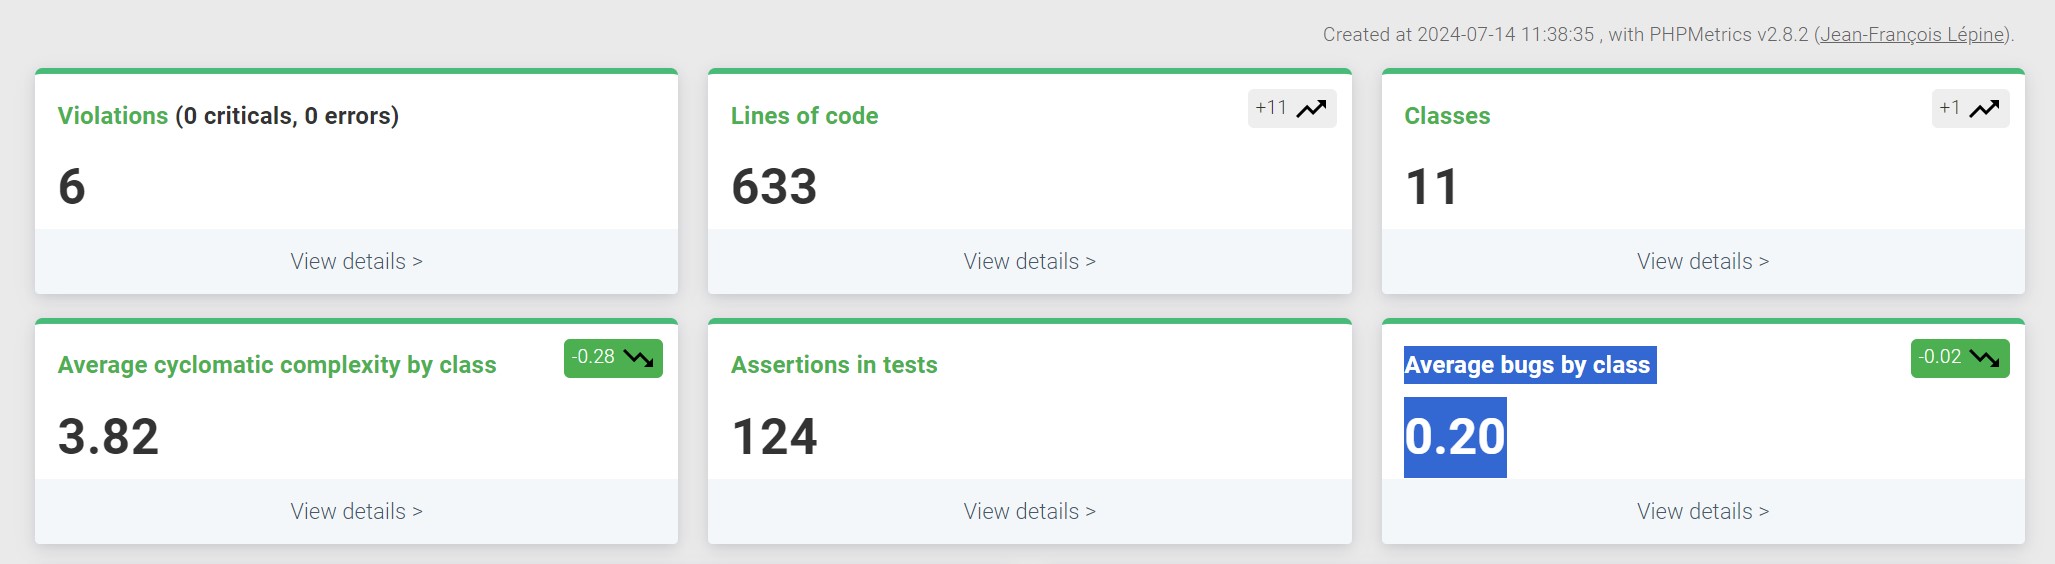 Created at 2024-07-14 11:38:35 , with PHPMetrics v2.8.2 (Jean-François Lépine).
Violations (0 criticals, 0 errors)
6
View details >
Lines of code
+11
633
View details >
Classes
+1
11
View details >
Average cyclomatic complexity by class
-0.28
3.82
View details >
Assertions in tests
124
View details >
Average bugs by class
-0.02
0.20
View details >